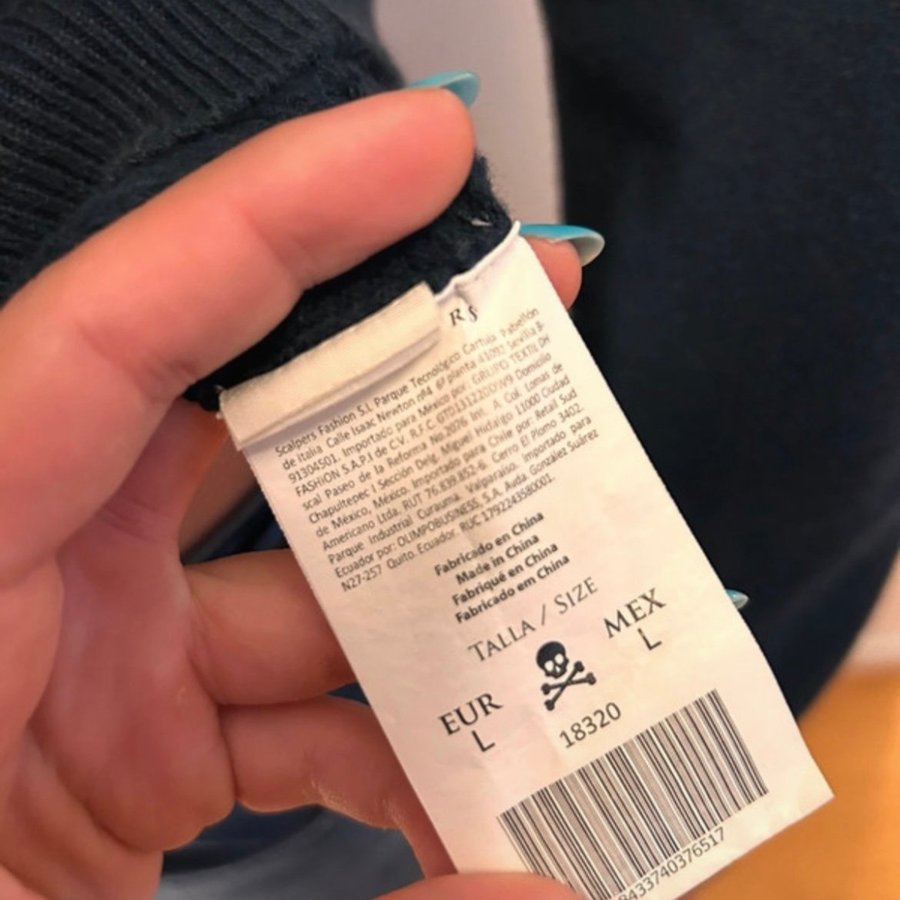 RS
Scalpers Fashion S.L Parque Tecnológico Cartuja Pabellón
de Italia Calle Isaac Newton nº4 6ª planta 41092 Sevilla B-
91304501. Importado para México por: GRUPO TEXTIL DH
FASHION S.A.P.I de C.V. R.F.C. Domicilio
scal Paseo de la Reforma No.2076 Int. A Col. Lomas de
Chapultepec I Sección Delg. Miguel Hidalgo 11000 Ciudad
de México, México. Importado para Chile por: Retail Sud
Americano Ltda. RUT 76.839.852-6. Cerro El Plomo 3402.
Parque Industrial Curauma . Valparaiso. Importado para
Ecuador por: OLIMPOBUSINESS, S.A. Avda. Gonzalez Suárez
N27-257 Quito Ecuador. RUC 1792243580001.
Fabricado en China
Made in China
Fabriqué en China
Fabricado em China
TALLA / SIZE
EUR MEX
L L
18320
8433740376517